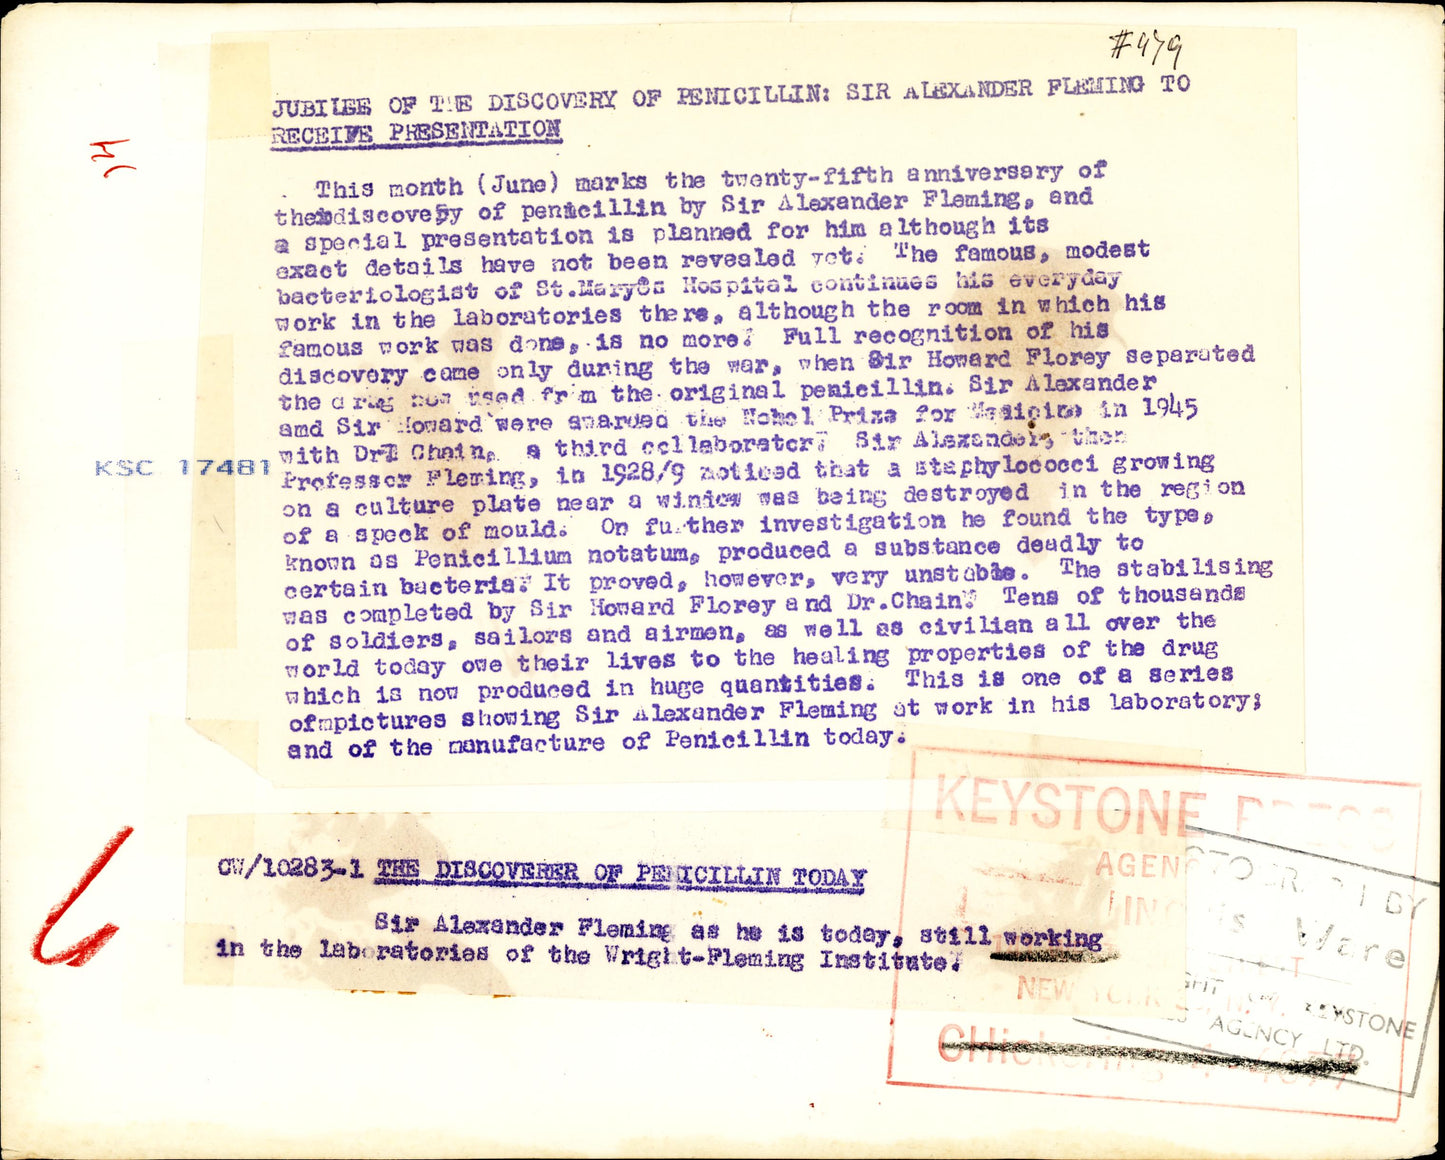 #479
JUBILEE OF THE DISCOVERY OF PENICILLIN: SIR ALEXANDER FLEMING TO
RECEIVE PRESENTATION
This month (June) marks the twenty-fifth anniversary of
the discovery of penicillin by Sir Alexander Fleming, and
a special presentation is planned for him although its
exact details have not been revealed yet. The famous, modest
bacteriologist of St.Mary's Hospital continues his everyday
work in the laboratories there, although the room in which his
famous work was done, is no more. Full recognition of his
discovery came only during the war, when Sir Howard Florey separated
the drug now used from the original penicillin. Sir Alexander
amd Sir Howard were awarded the Nobel Prize for Medicine in 1945
with Dr. Chain, a third collaborator. Sir Alexander, then
Professor Fleming, in 1928/9 noticed that a staphylococci growing
on a culture plate near a window was being destroyed in the region
of a speck of mould. On further investigation he found the type,
known as Penicillium notatum, produced a substance deadly to
certain bacteria. It proved, however, very unstable. The stabilising
was completed by Sir Howard Florey and Dr.Chain. Tens of thousands
of soldiers, sailors and airmen, as well as civilian all over the
world today owe their lives to the healing properties of the drug
which is now produced in huge quantities. This is one of a series
of pictures showing Sir Alexander Fleming at work in his laboratory;
and of the manufacture of Penicillin today.
KSC 17481
CW/10283-1 THE DISCOVERER OF PENICILLIN TODAY
Sir Alexander Fleming as he is today, still working
in the laboratories of the Wright-Fleming Institute.
KEYSTONE PRESS
AGENC
BY
Ware
NEW YORK
KEYSTONE
AGENCY LTD.
CHickering 4-